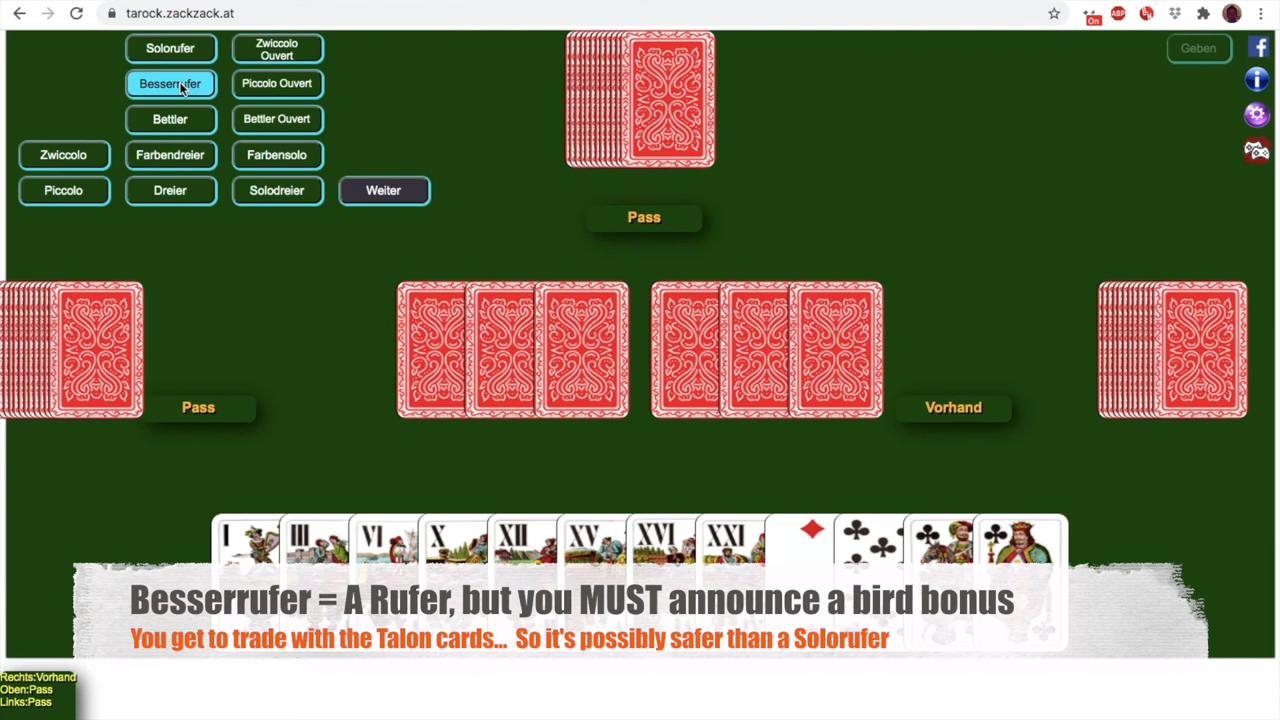 tarock.zackzack.at
On
ABP
Solorufer
Zwiccolo Ouvert
Geben
Besserrufer
Piccolo Ouvert
Bettler
Bettler Ouvert
Zwiccolo
Farbendreier
Farbensolo
Piccolo
Dreier
Solodreier
Weiter
Pass
Pass
Vorhand
I
III
VI
X
XII
XV
XVI
XXI
Besserrufer = A Rufer, but you MUST announce a bird bonus
You get to trade with the Talon cards... So it's possibly safer than a Solorufer
Rechts:Vorhand
Oben:Pass
Links:Pass